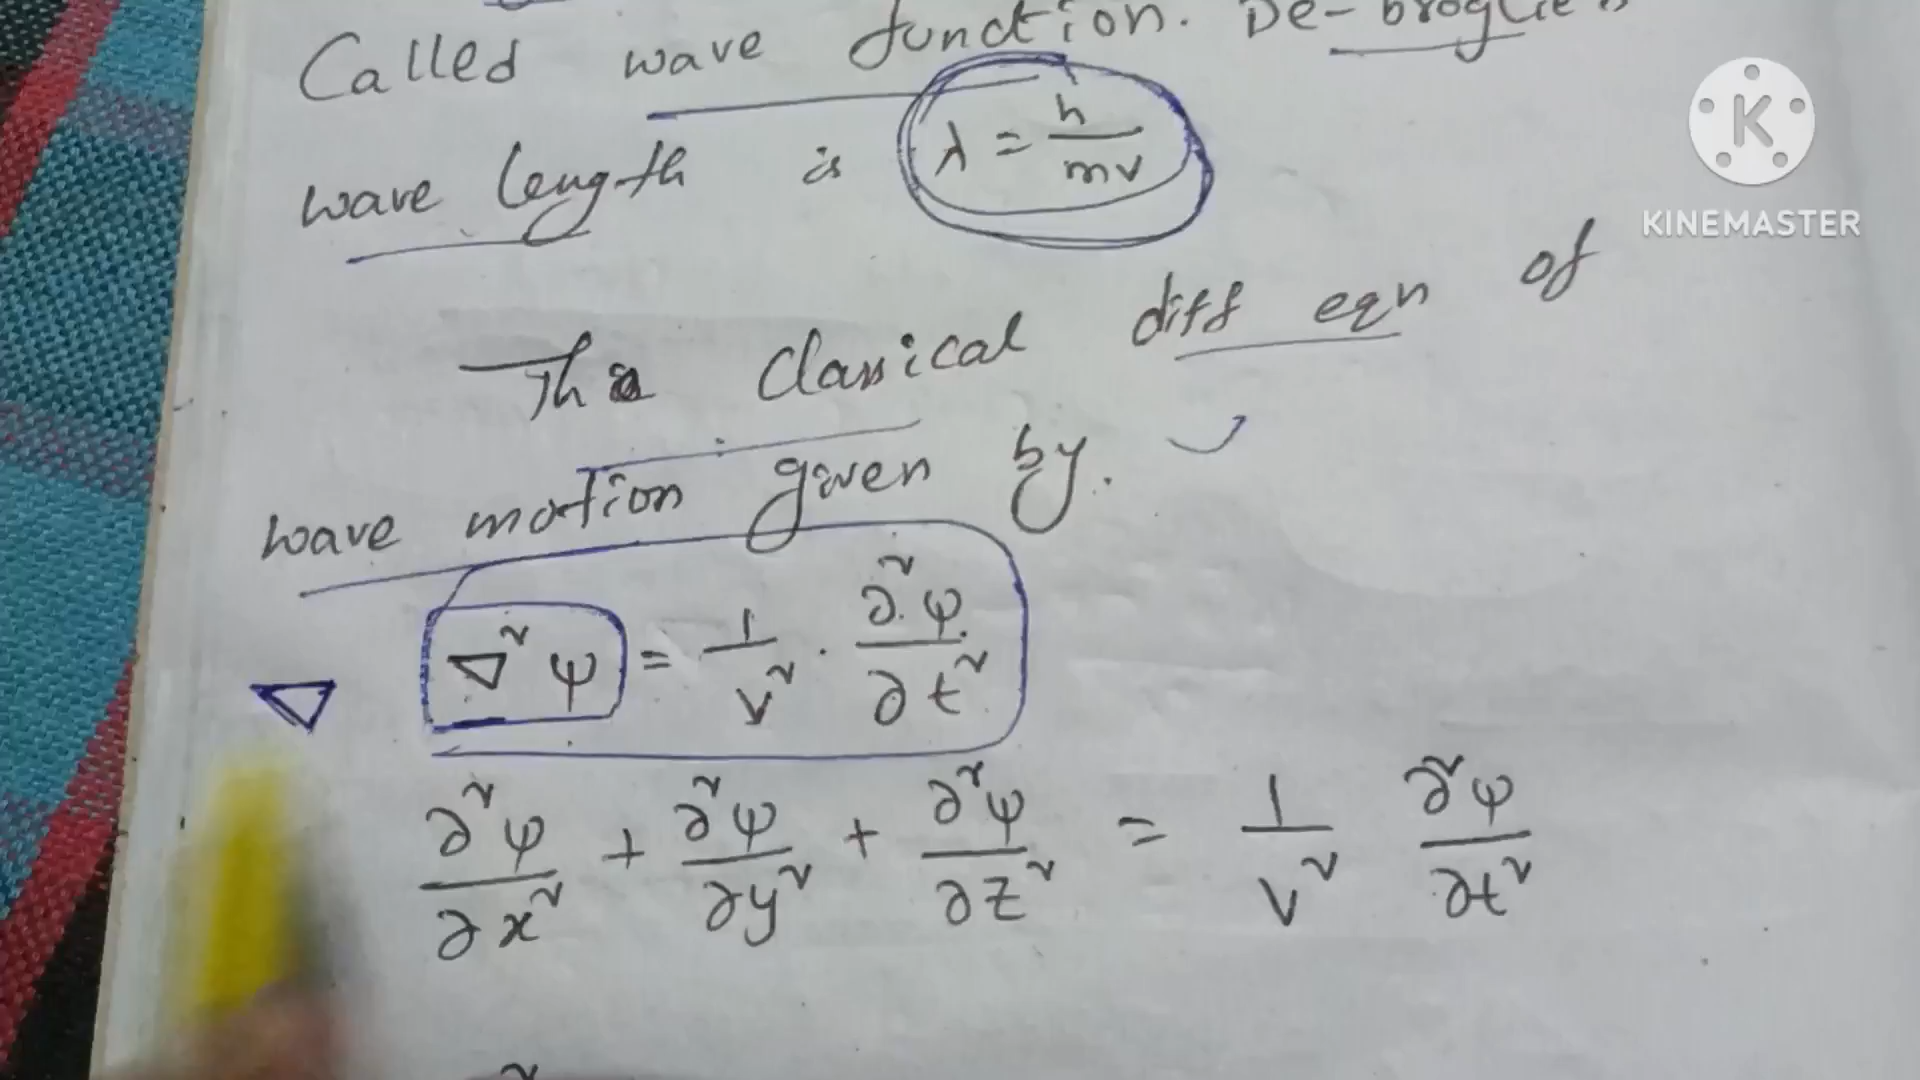 Called wave function. De-broglie's
wave length is λ = h/mv
K
KINEMASTER
The Classical diff eqn of
wave motion given by.
∇ ∇²ψ = 1/v² · ∂²ψ/∂t²
∂²ψ/∂x² + ∂²ψ/∂y² + ∂²ψ/∂z² = 1/v² ∂²ψ/∂t²